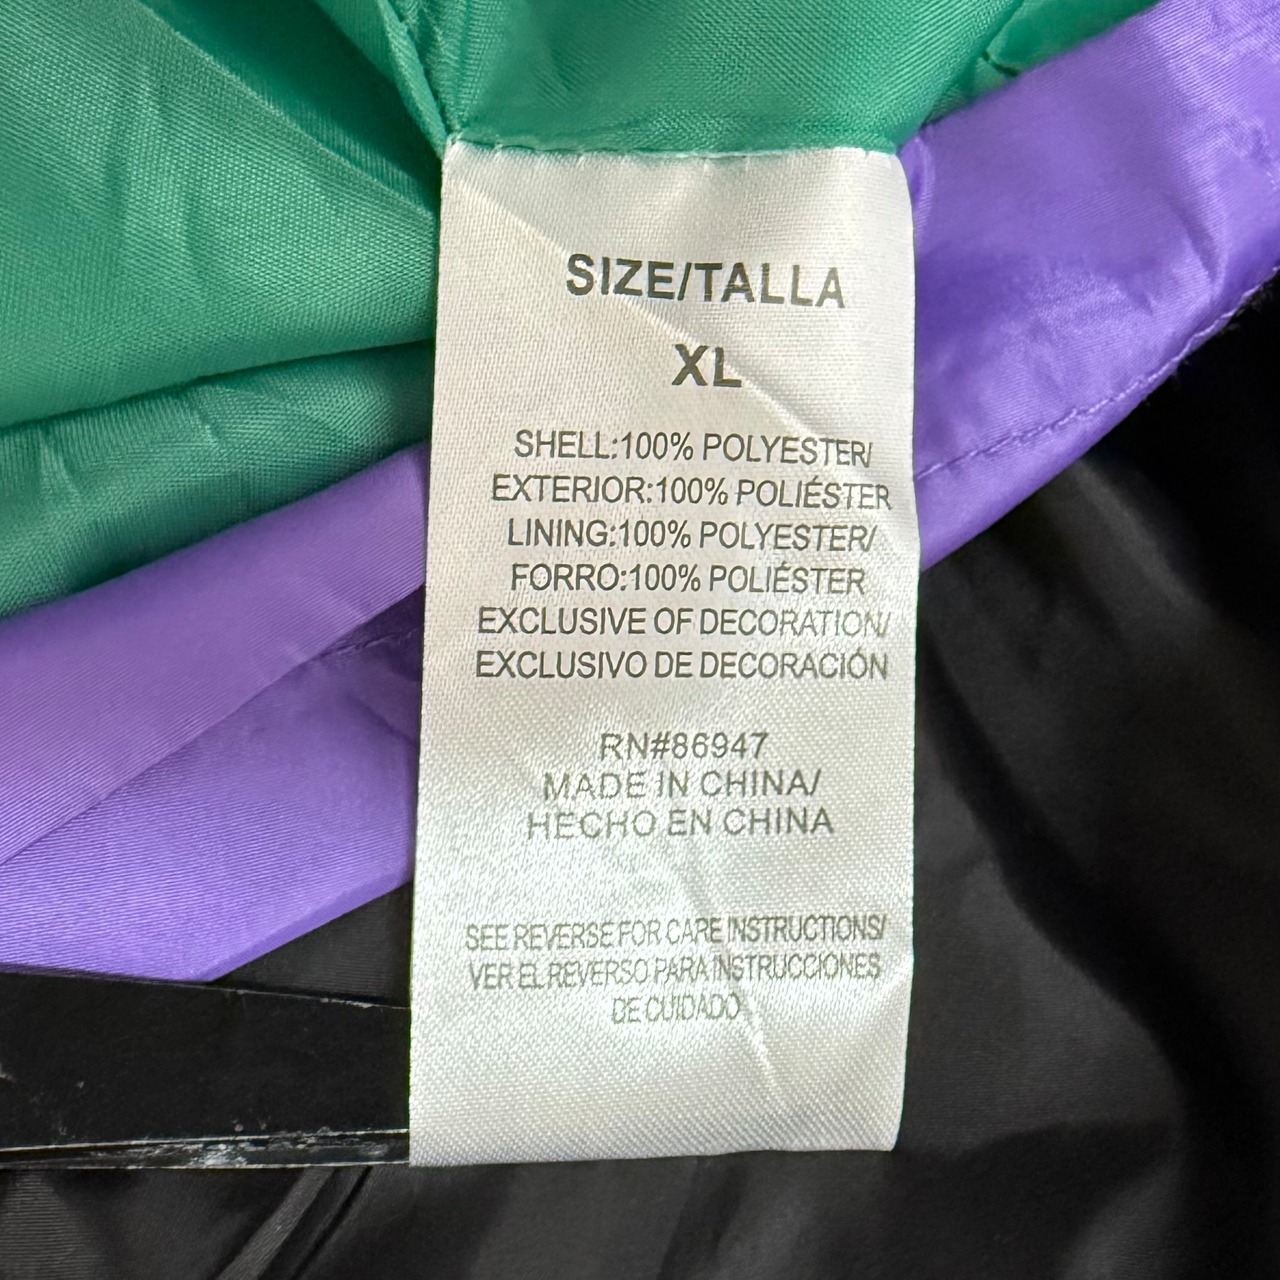 SIZE/TALLA
XL
SHELL:100% POLYESTER/
EXTERIOR:100% POLIÉSTER
LINING:100% POLYESTER/
FORRO:100% POLIÉSTER
EXCLUSIVE OF DECORATION/
EXCLUSIVO DE DECORACIÓN
RN#86947
MADE IN CHINA/
HECHO EN CHINA
SEE REVERSE FOR CARE INSTRUCTIONS/
VER EL REVERSO PARA INSTRUCCIONES
DE CUIDADO